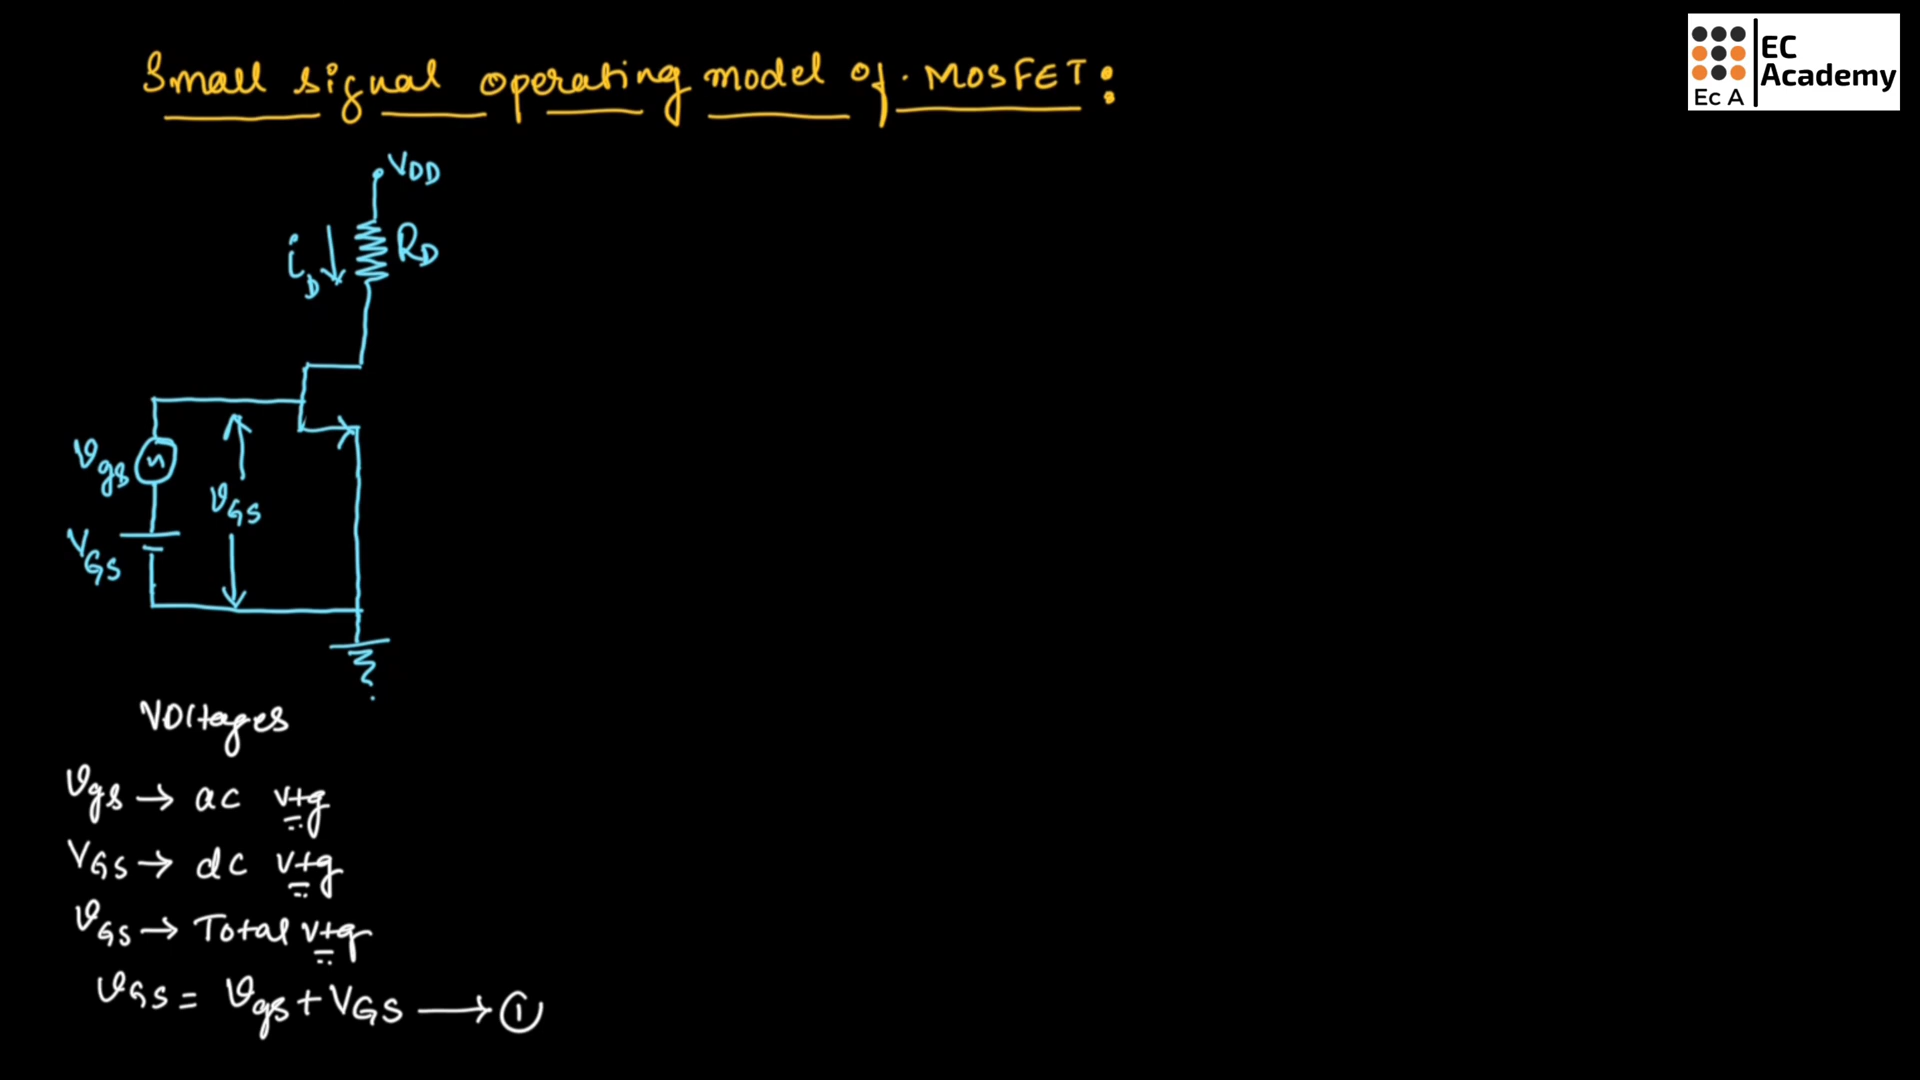 Small signal operating model of MOSFET :
EC
Academy
Ec A
VDD
iD
RD
vgs
vGS
VGS
Voltages
vgs → ac vtg
VGS → dc vtg
vGS → Total vtg
vGS = vgs + VGS → ①